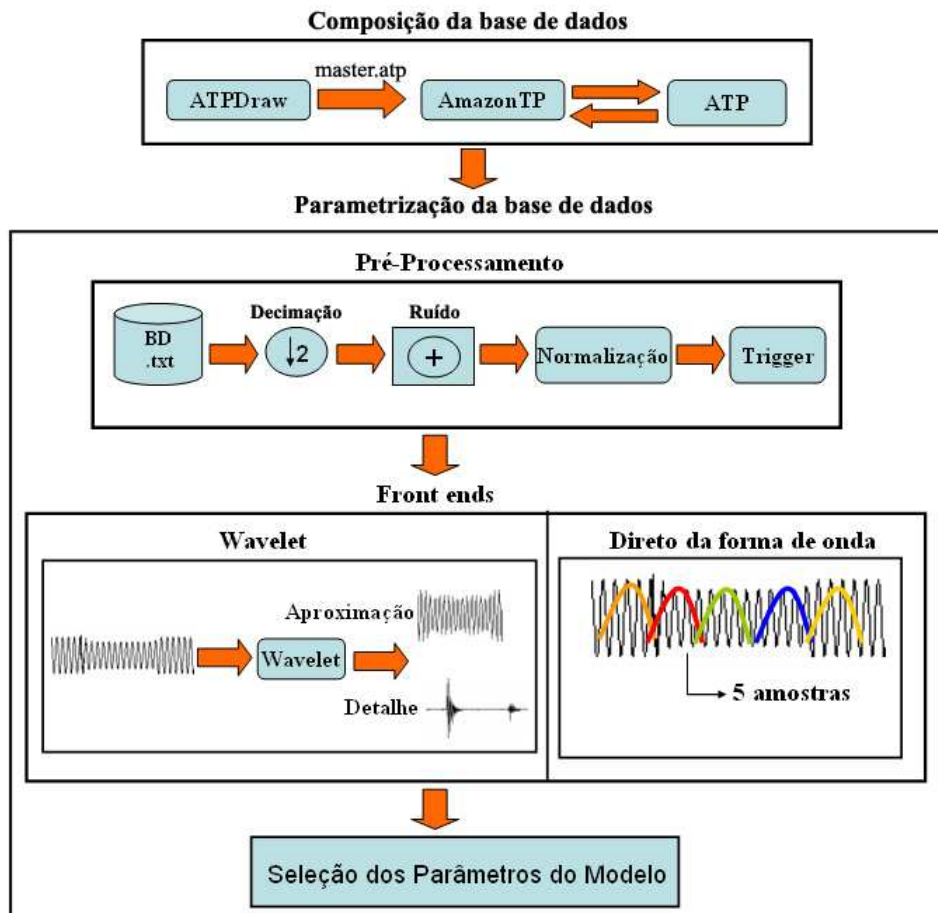 Composição da base de dados
master.atp
ATPDraw
AmazonTP
ATP
Parametrização da base de dados
Pré-Processamento
BD
.txt
Decimação
↓2
Ruído
+
Normalização
Trigger
Front ends
Wavelet
Aproximação
Wavelet
Detalhe
Direto da forma de onda
5 amostras
Seleção dos Parâmetros do Modelo